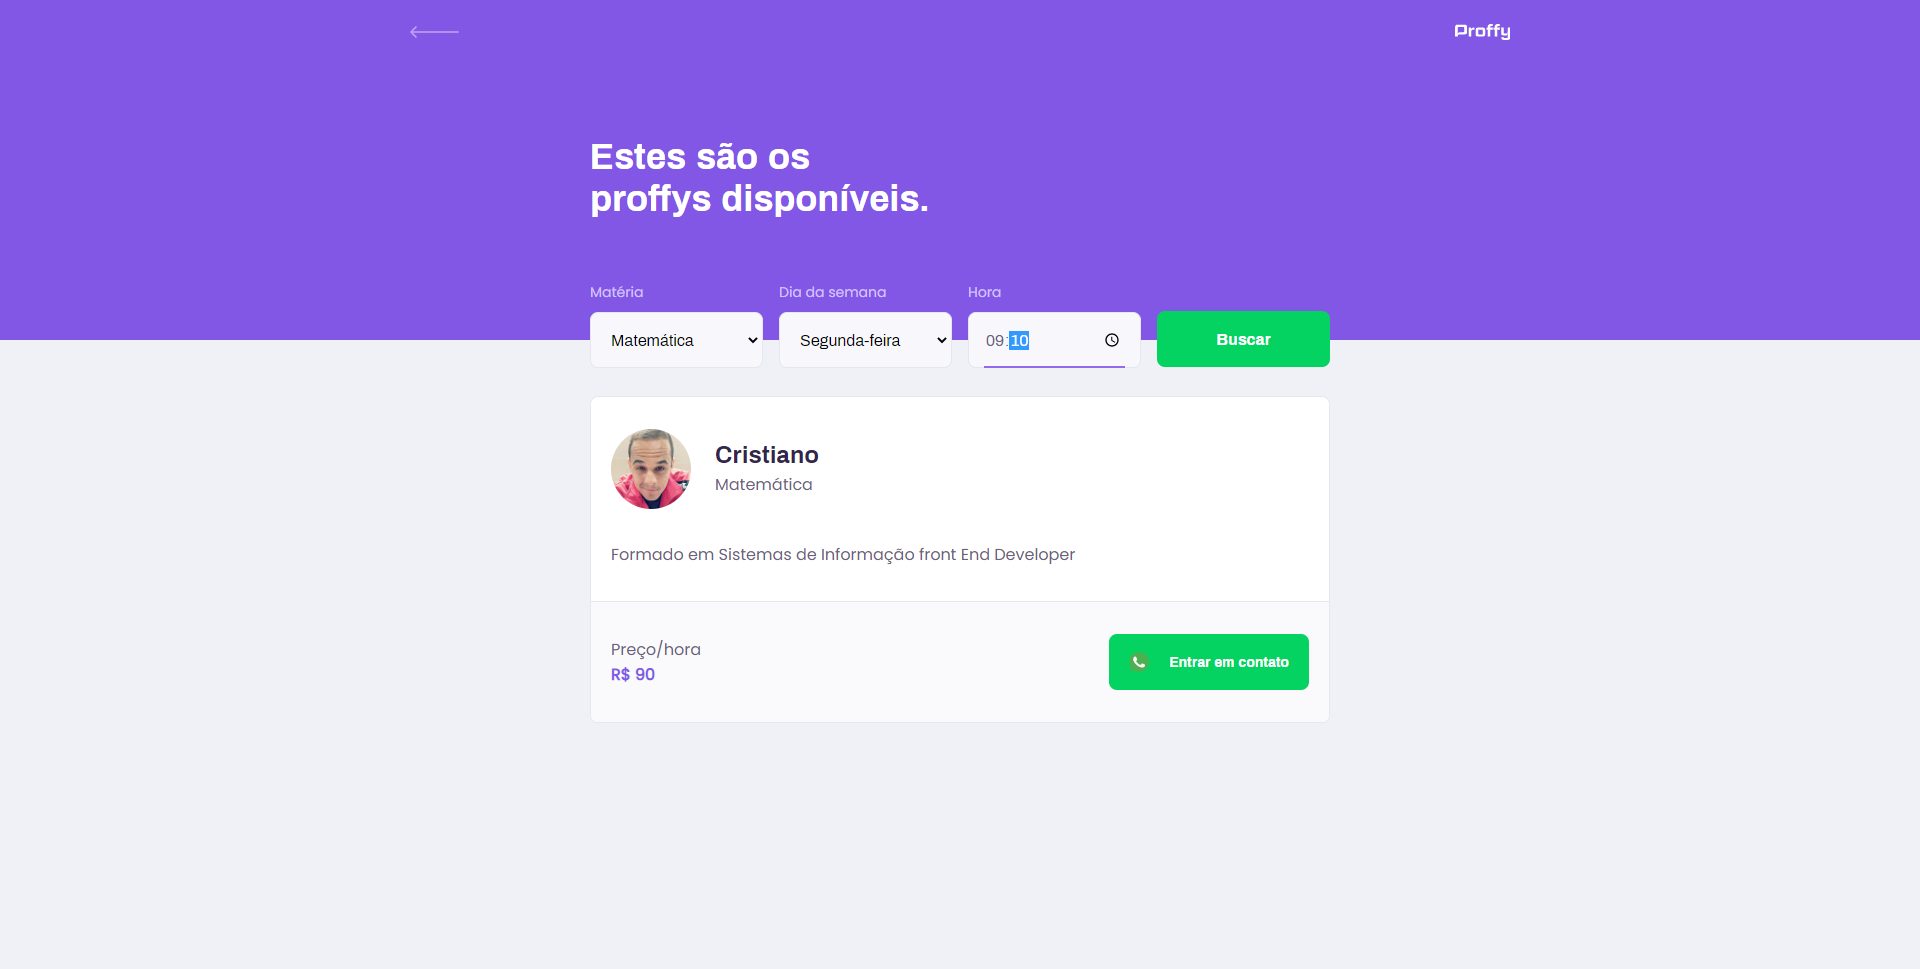 Proffy
Estes são os
proffys disponíveis.
Matéria
Dia da semana
Hora
Matemática
Segunda-feira
09:10
Buscar
Cristiano
Matemática
Formado em Sistemas de Informação front End Developer
Preço/hora
R$ 90
Entrar em contato